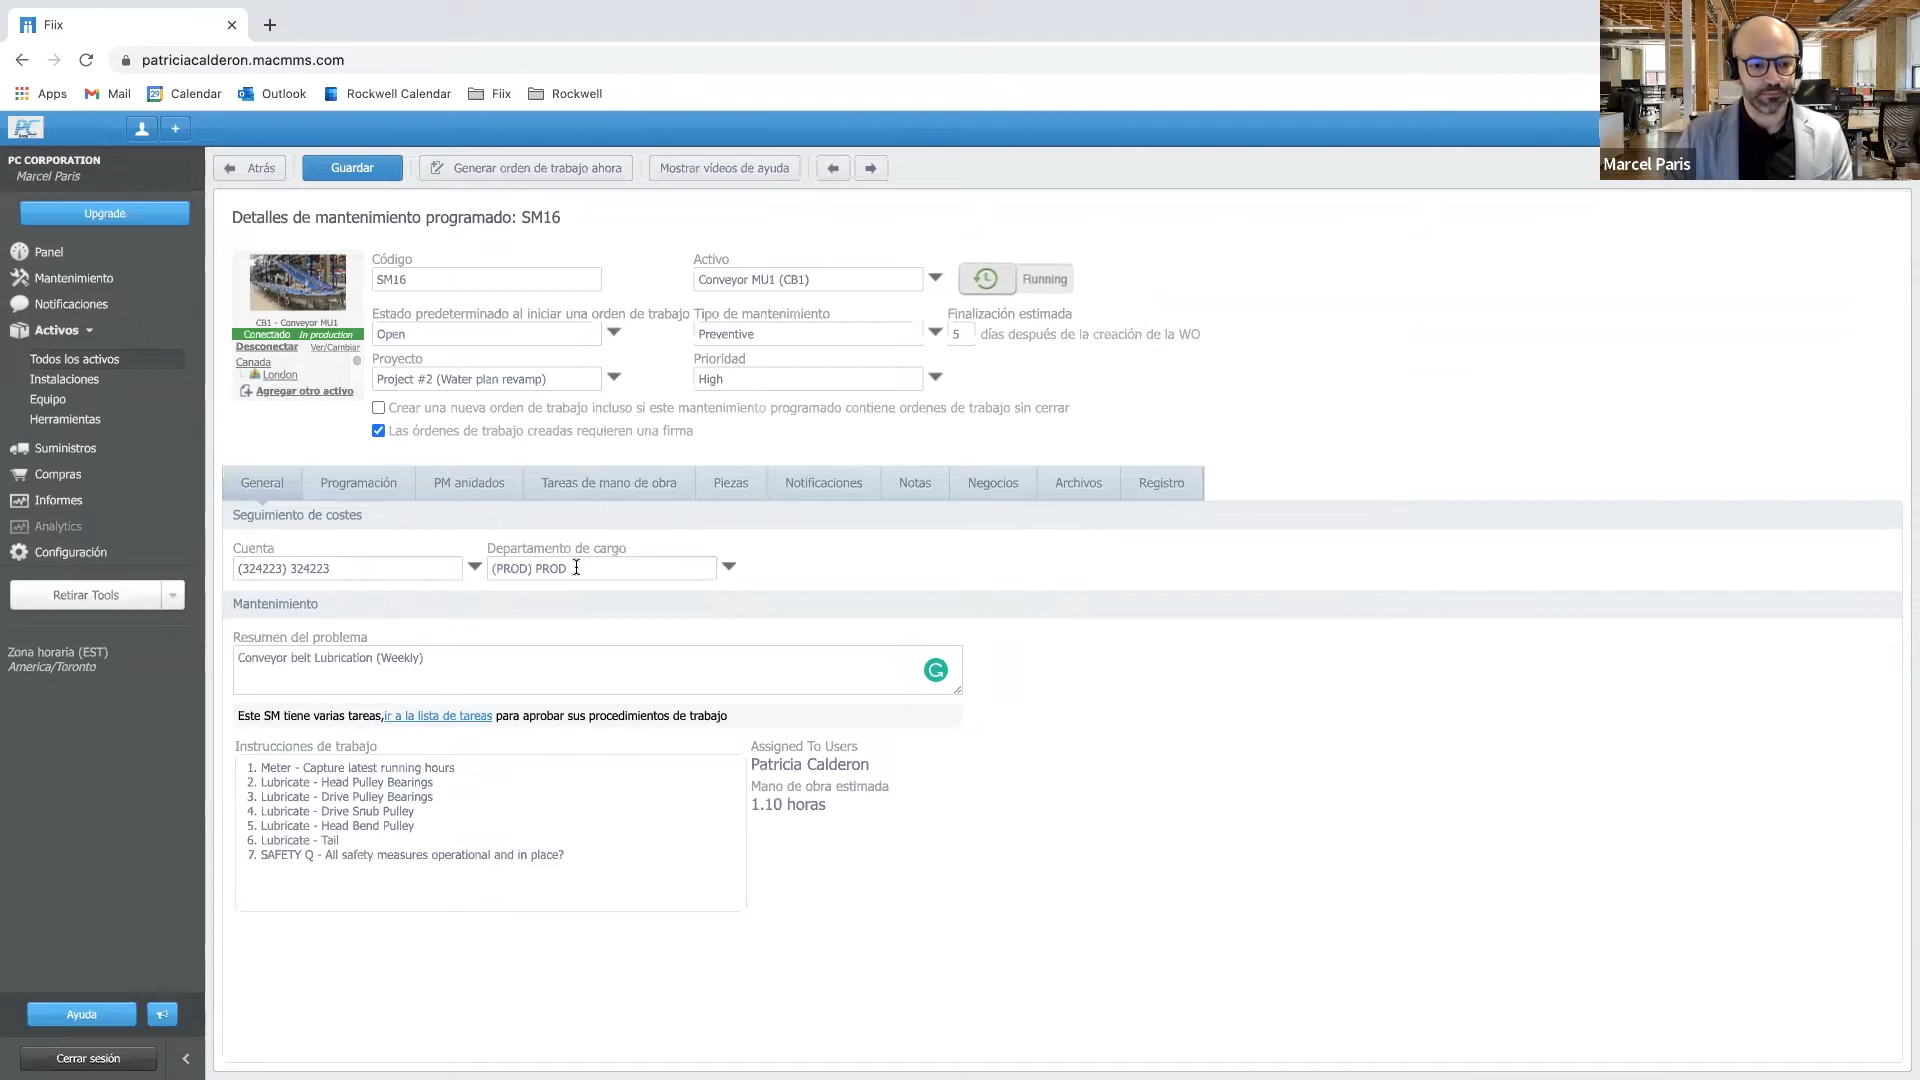 Fiix
patriciacalderon.macmms.com
Apps Mail Calendar Outlook Rockwell Calendar Fiix Rockwell
Marcel Paris
PC
PC CORPORATION
Marcel Paris
Upgrade
Panel
Mantenimiento
Notificaciones
Activos
Todos los activos
Instalaciones
Equipo
Herramientas
Suministros
Compras
Informes
Analytics
Configuración
Retirar Tools
Zona horaria (EST)
America/Toronto
Ayuda
Cerrar sesión
Atrás Guardar Generar orden de trabajo ahora Mostrar vídeos de ayuda
Detalles de mantenimiento programado: SM16
CB1 - Conveyor MU1
Conectado In production
Desconectar Ver/Cambiar
Canada
London
Agregar otro activo
Código Activo
SM16 Conveyor MU1 (CB1) Running
Estado predeterminado al iniciar una orden de trabajo Tipo de mantenimiento Finalización estimada
Open Preventive 5 días después de la creación de la WO
Proyecto Prioridad
Project #2 (Water plan revamp) High
Crear una nueva orden de trabajo incluso si este mantenimiento programado contiene ordenes de trabajo sin cerrar
Las órdenes de trabajo creadas requieren una firma
General Programación PM anidados Tareas de mano de obra Piezas Notificaciones Notas Negocios Archivos Registro
Seguimiento de costes
Cuenta Departamento de cargo
(324223) 324223 (PROD) PROD
Mantenimiento
Resumen del problema
Conveyor belt Lubrication (Weekly)
Este SM tiene varias tareas,ir a la lista de tareas para aprobar sus procedimientos de trabajo
Instrucciones de trabajo
1. Meter - Capture latest running hours
2. Lubricate - Head Pulley Bearings
3. Lubricate - Drive Pulley Bearings
4. Lubricate - Drive Snub Pulley
5. Lubricate - Head Bend Pulley
6. Lubricate - Tail
7. SAFETY Q - All safety measures operational and in place?
Assigned To Users
Patricia Calderon
Mano de obra estimada
1.10 horas